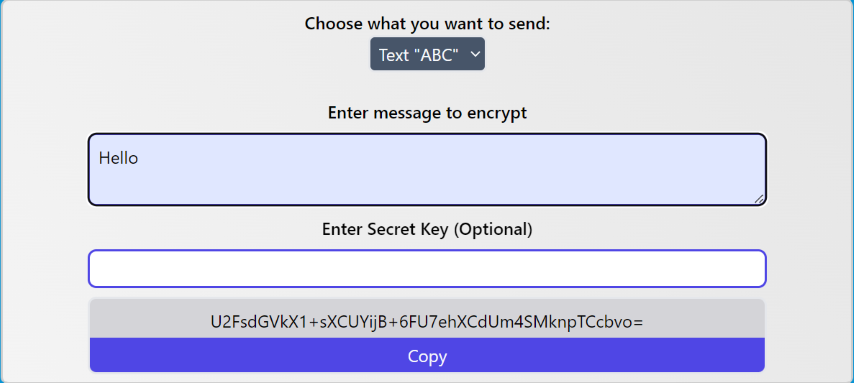 Choose what you want to send:
Text "ABC"
Enter message to encrypt
Hello
Enter Secret Key (Optional)
U2FsdGVkX1+sXCUYijB+6FU7ehXCdUm4SMknpTCcbvo=
Copy